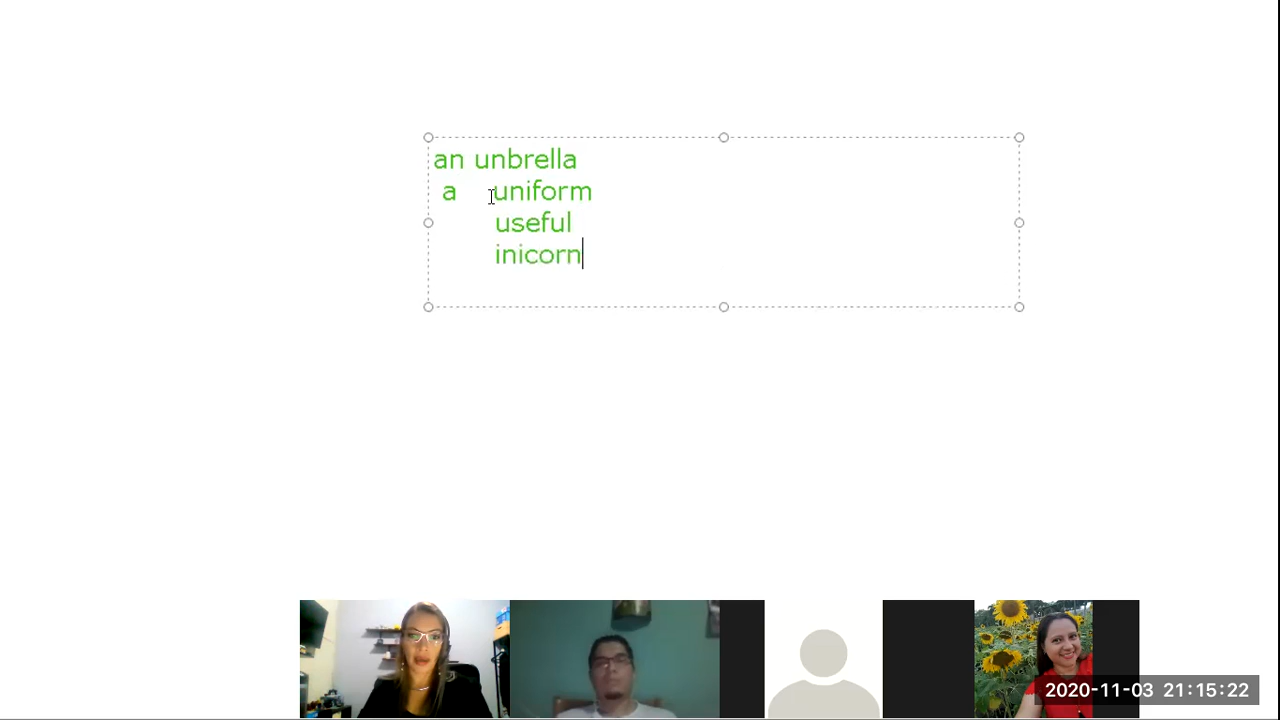 an unbrella
a uniform
useful
inicorn
2020-11-03 21:15:22